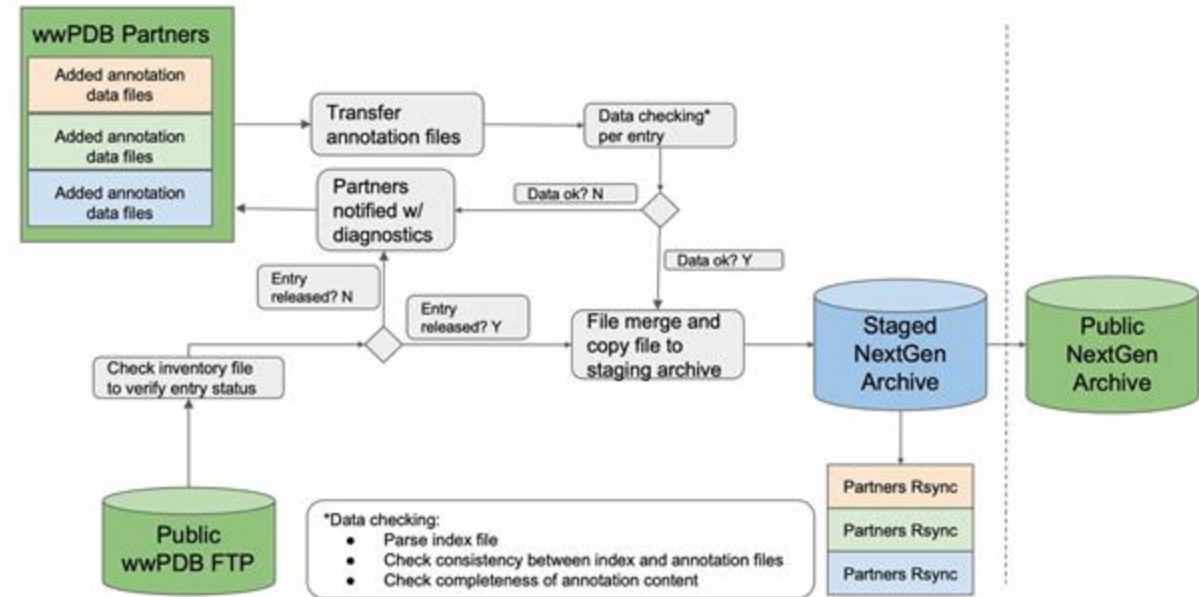 wwPDB Partners
Added annotation
data files
Added annotation
data files
Added annotation
data files
Transfer
annotation files
Data checking*
per entry
Partners
notified w/
diagnostics
Data ok? N
Data ok? Y
Entry
released? N
Entry
released? Y
Check inventory file
to verify entry status
File merge and
copy file to
staging archive
Staged
NextGen
Archive
Public
NextGen
Archive
Public
wwPDB FTP
*Data checking:
● Parse index file
● Check consistency between index and annotation files
● Check completeness of annotation content
Partners Rsync
Partners Rsync
Partners Rsync